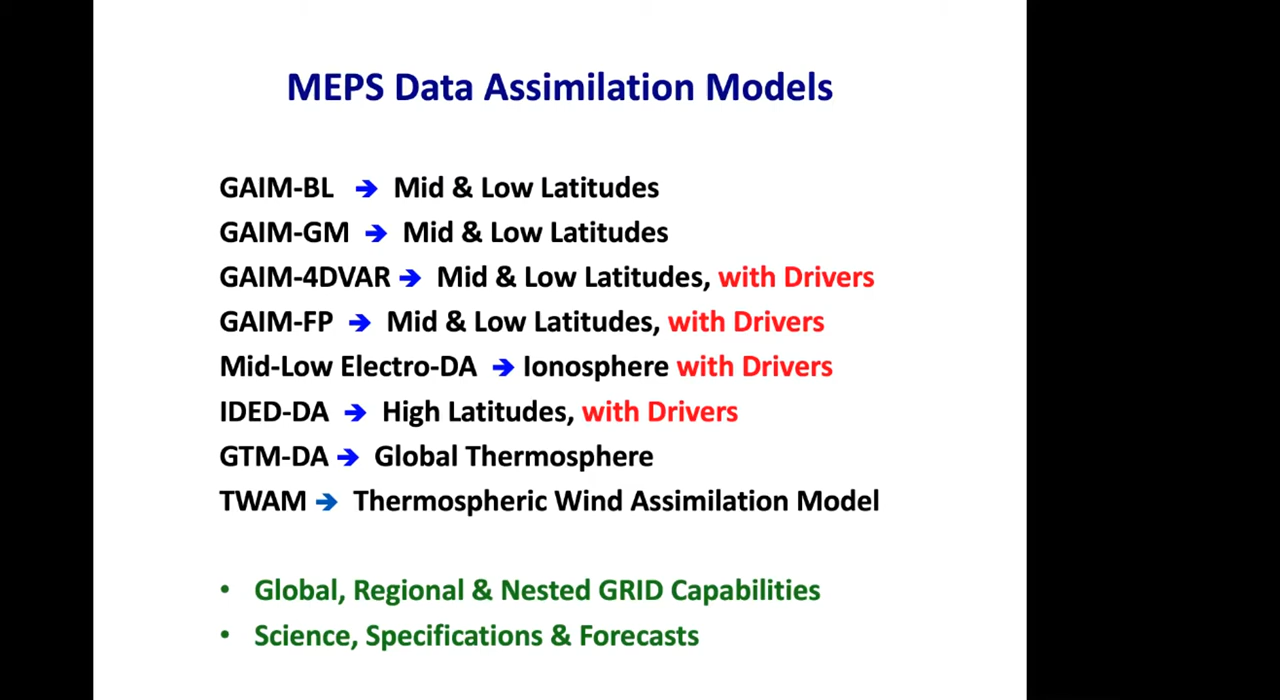 MEPS Data Assimilation Models
GAIM-BL ➔ Mid & Low Latitudes
GAIM-GM ➔ Mid & Low Latitudes
GAIM-4DVAR ➔ Mid & Low Latitudes, with Drivers
GAIM-FP ➔ Mid & Low Latitudes, with Drivers
Mid-Low Electro-DA ➔ Ionosphere with Drivers
IDED-DA ➔ High Latitudes, with Drivers
GTM-DA ➔ Global Thermosphere
TWAM ➔ Thermospheric Wind Assimilation Model
• Global, Regional & Nested GRID Capabilities
• Science, Specifications & Forecasts